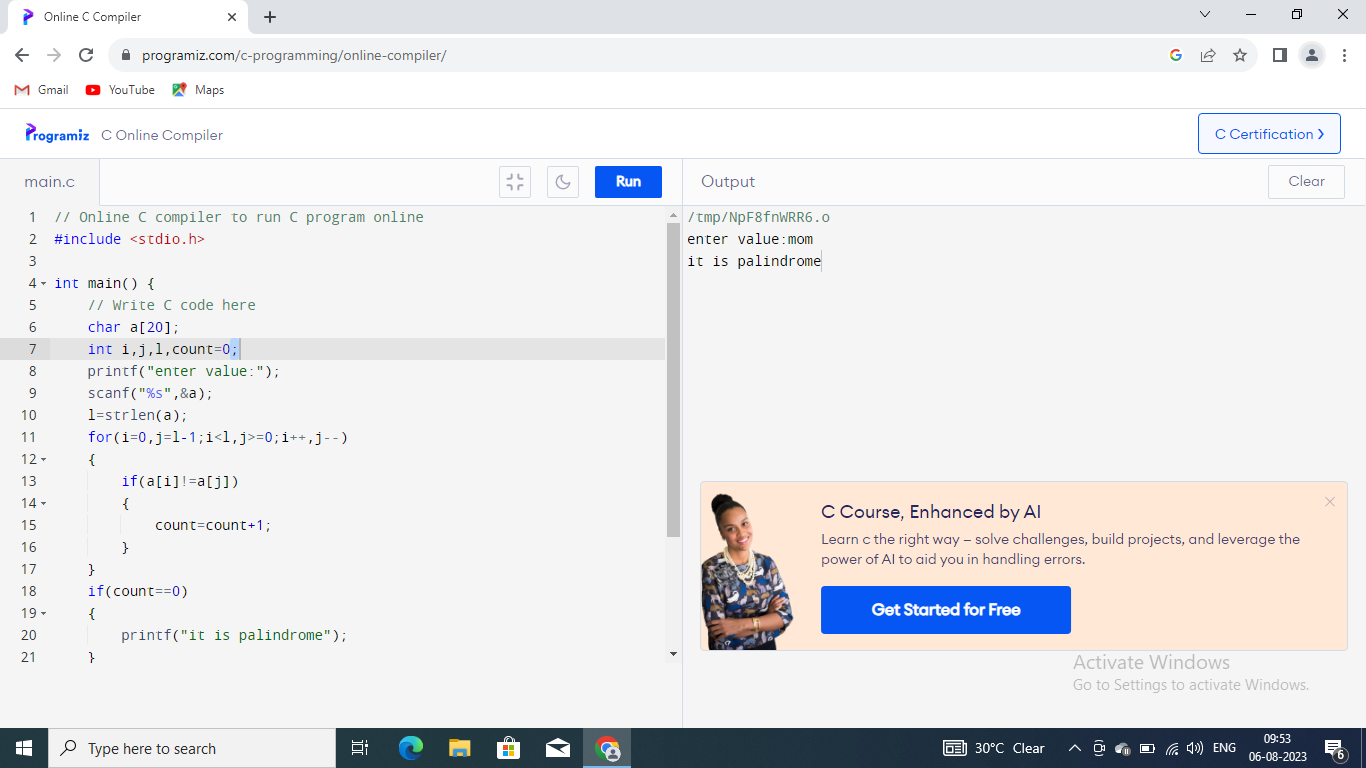 Online C Compiler
programiz.com/c-programming/online-compiler/
Gmail YouTube Maps
Programiz C Online Compiler C Certification
main.c Run Output Clear
1 // Online C compiler to run C program online
2 #include <stdio.h>
3
4 int main() {
5 // Write C code here
6 char a[20];
7 int i,j,l,count=0;
8 printf("enter value:");
9 scanf("%s",&a);
10 l=strlen(a);
11 for(i=0,j=l-1;i<l,j>=0;i++,j--)
12 {
13 if(a[i]!=a[j])
14 {
15 count=count+1;
16 }
17 }
18 if(count==0)
19 {
20 printf("it is palindrome");
21 }
/tmp/NpF8fnWRR6.o
enter value:mom
it is palindrome
C Course, Enhanced by AI
Learn c the right way – solve challenges, build projects, and leverage the
power of AI to aid you in handling errors.
Get Started for Free
Activate Windows
Go to Settings to activate Windows.
Type here to search
30°C Clear
ENG
09:53
06-08-2023
6